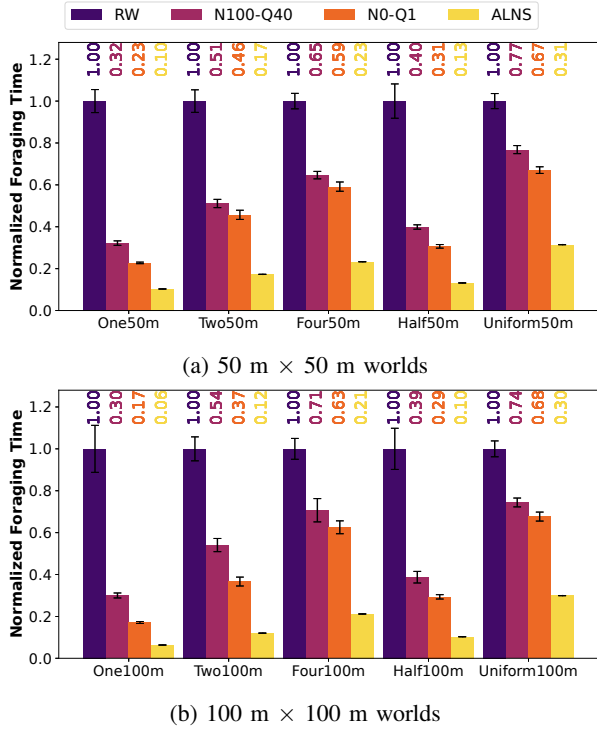 RW N100-Q40 N0-Q1 ALNS
1.00 0.32 0.23 0.10 1.00 0.51 0.46 0.17 1.00 0.65 0.59 0.23 1.00 0.40 0.31 0.13 1.00 0.77 0.67 0.31
Normalized Foraging Time
1.2
1.0
0.8
0.6
0.4
0.2
0.0
One50m Two50m Four50m Half50m Uniform50m
(a) 50 m × 50 m worlds
1.00 0.30 0.17 0.06 1.00 0.54 0.37 0.12 1.00 0.71 0.63 0.21 1.00 0.39 0.29 0.10 1.00 0.74 0.68 0.30
Normalized Foraging Time
1.2
1.0
0.8
0.6
0.4
0.2
0.0
One100m Two100m Four100m Half100m Uniform100m
(b) 100 m × 100 m worlds